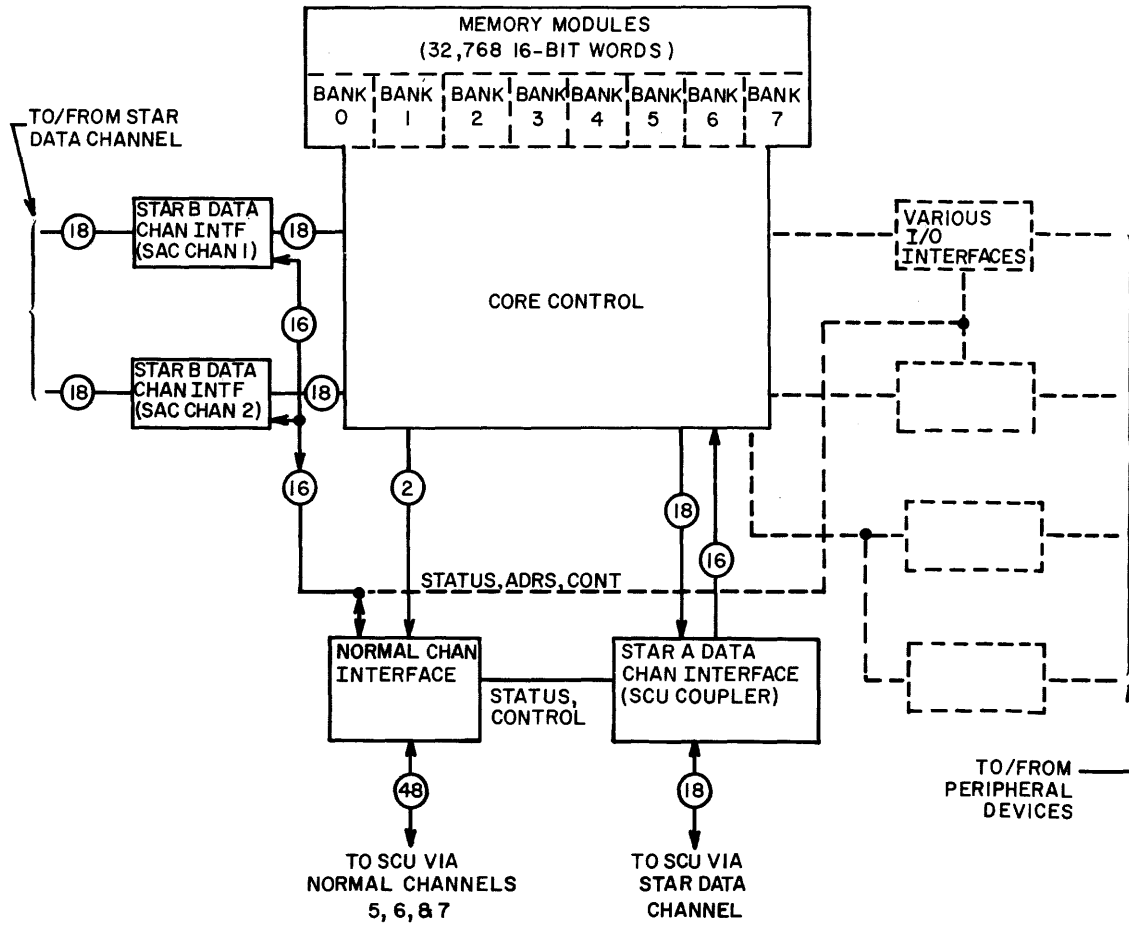 MEMORY MODULES
(32,768 16-BIT WORDS)
BANK 0
BANK 1
BANK 2
BANK 3
BANK 4
BANK 5
BANK 6
BANK 7
TO/FROM STAR
DATA CHANNEL
18
STAR B DATA
CHAN INTF
(SAC CHAN 1)
18
CORE CONTROL
VARIOUS
I/O
INTERFACES
16
18
STAR B DATA
CHAN INTF
(SAC CHAN 2)
18
16
2
18
16
STATUS, ADRS, CONT
NORMAL CHAN
INTERFACE
STATUS,
CONTROL
STAR A DATA
CHAN INTERFACE
(SCU COUPLER)
48
18
TO/FROM
PERIPHERAL
DEVICES
TO SCU VIA
NORMAL CHANNELS
5, 6, & 7
TO SCU VIA
STAR DATA
CHANNEL